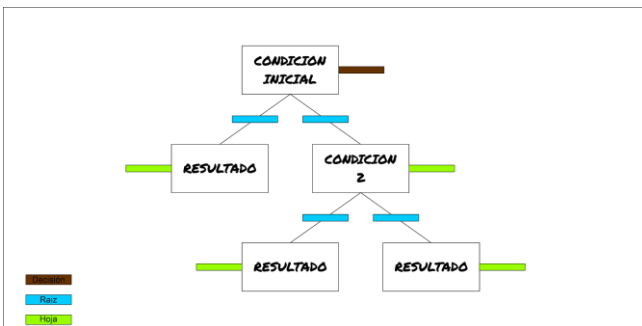 CONDICION
INICIAL
RESULTADO
CONDICION
2
RESULTADO
RESULTADO
Decisión
Raiz
Hoja